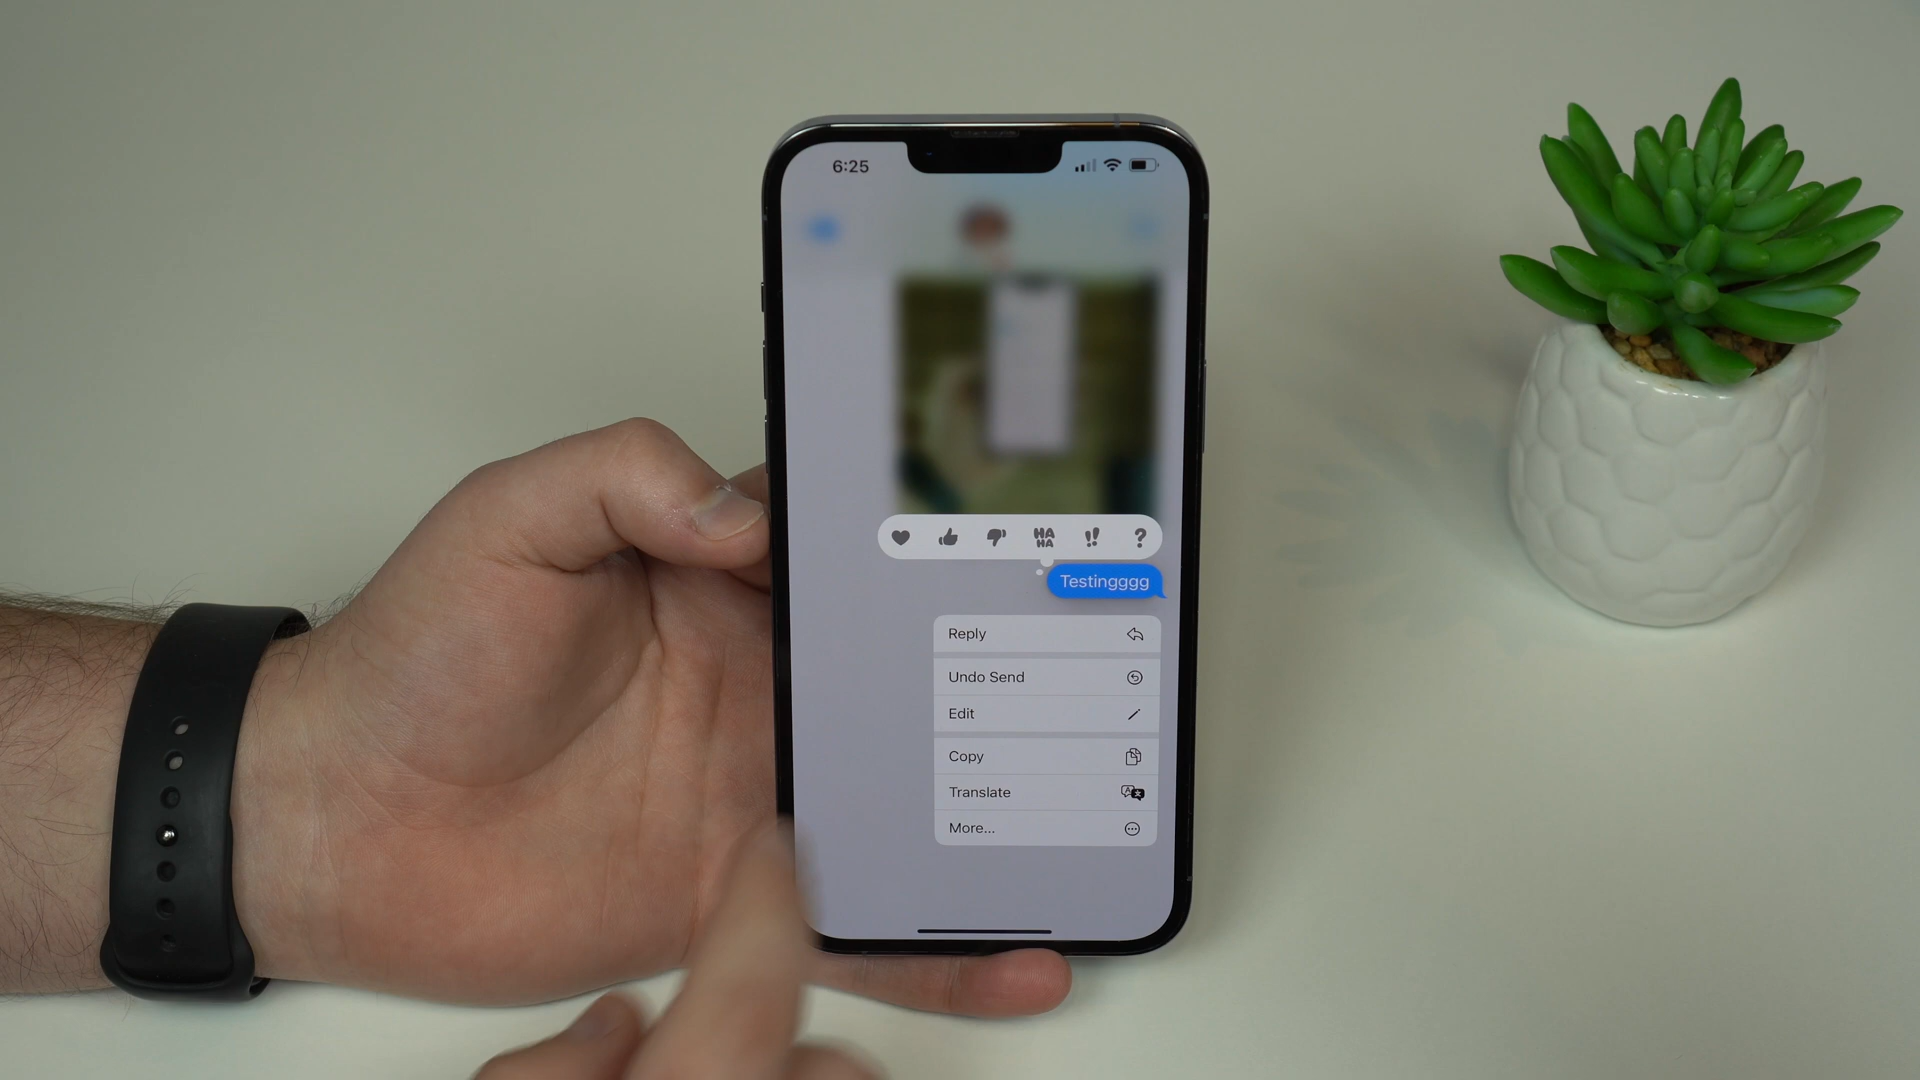 6:25
HA
HA
!! ?
Testingggg
Reply
Undo Send
Edit
Copy
Translate
More...